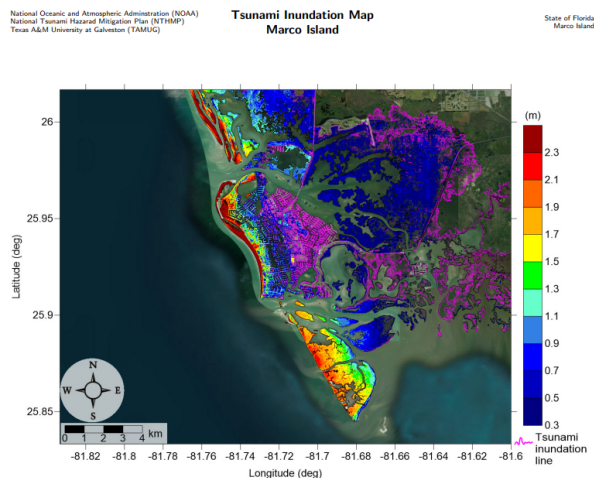 National Oceanic and Atmospheric Adminstration (NOAA)
National Tsunami Hazarad Mitigation Plan (NTHMP)
Texas A&M University at Galveston (TAMUG)
Tsunami Inundation Map
Marco Island
State of Florida
Marco Island
(m)
2.3
2.1
1.9
1.7
1.5
1.3
1.1
0.9
0.7
0.5
0.3
Tsunami
inundation
line
Latitude (deg)
26
25.95
25.9
25.85
N
W E
S
0 1 2 3 4 km
-81.82 -81.8 -81.78 -81.76 -81.74 -81.72 -81.7 -81.68 -81.66 -81.64 -81.62 -81.6
Longitude (deg)